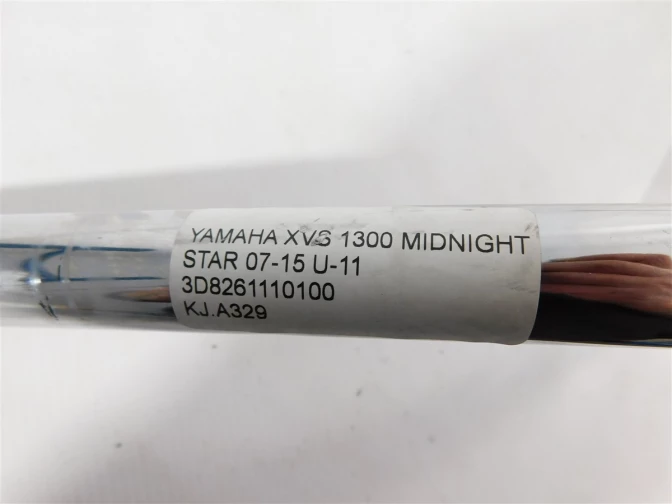 YAMAHA XVS 1300 MIDNIGHT
STAR 07-15 U-11
3D8261110100
KJ.A329